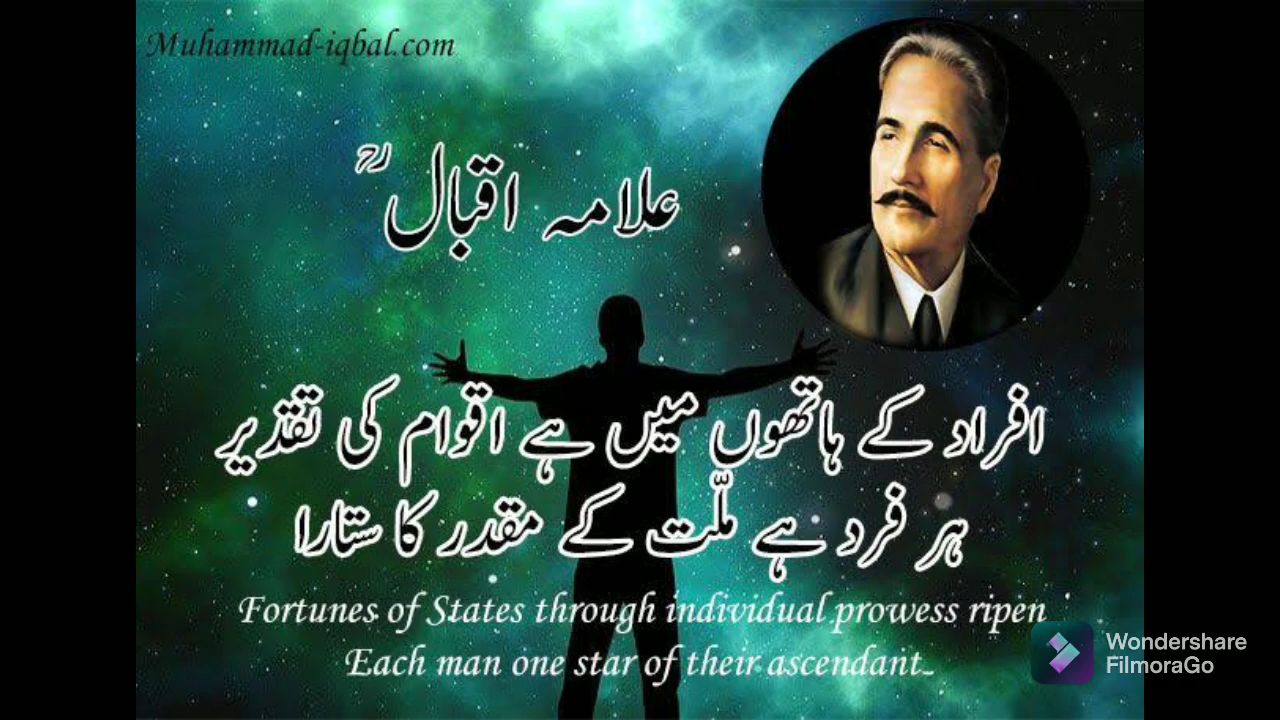 Muhammad-iqbal.com
علامہ اقبال ؒ
افراد کے ہاتھوں میں ہے اقوام کی تقدیر
ہر فرد ہے ملّت کے مقدر کا ستارا
Fortunes of States through individual prowess ripen
Each man one star of their ascendant
Wondershare
FilmoraGo